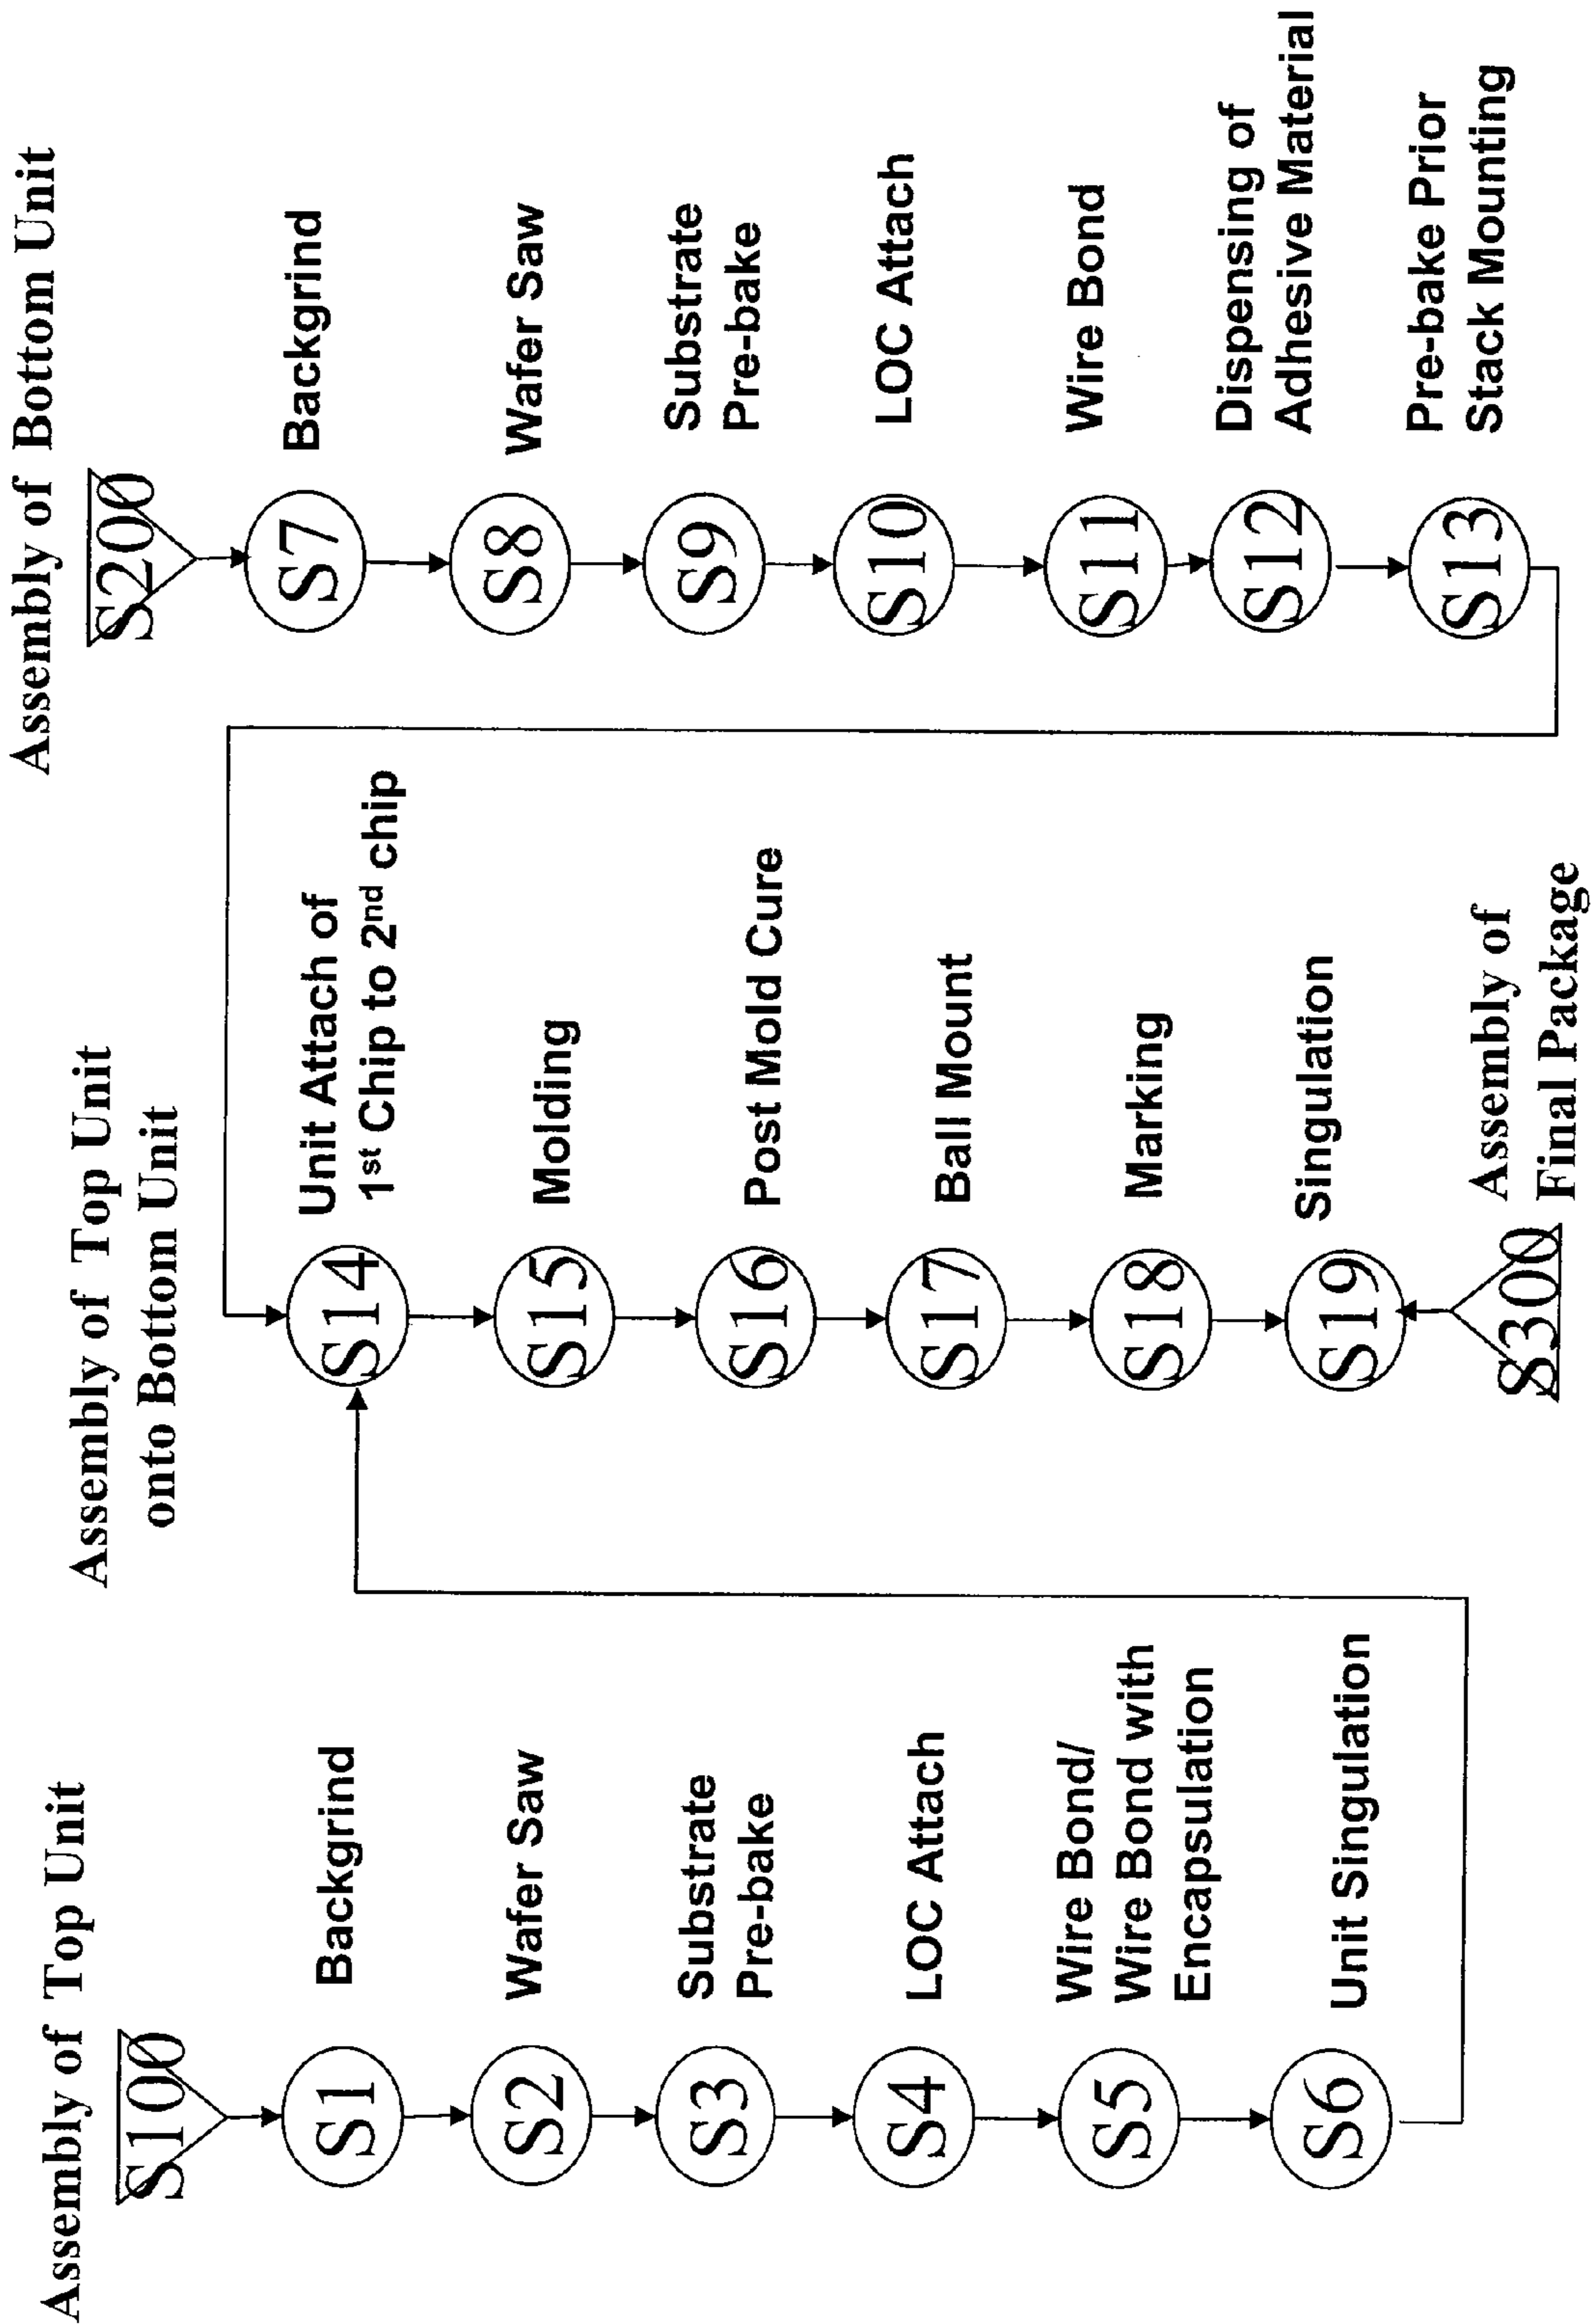 Assembly of Top Unit
S100
S1
Backgrind
S2
Wafer Saw
S3
Substrate
Pre-bake
S4
LOC Attach
S5
Wire Bond/
Wire Bond with
Encapsulation
S6
Unit Singulation
Assembly of Top Unit
onto Bottom Unit
S14
Unit Attach of
1st Chip to 2nd chip
S15
Molding
S16
Post Mold Cure
S17
Ball Mount
S18
Marking
S19
Singulation
S300
Assembly of
Final Package
Assembly of Bottom Unit
S200
S7
Backgrind
S8
Wafer Saw
S9
Substrate
Pre-bake
S10
LOC Attach
S11
Wire Bond
S12
Dispensing of
Adhesive Material
S13
Pre-bake Prior
Stack Mounting